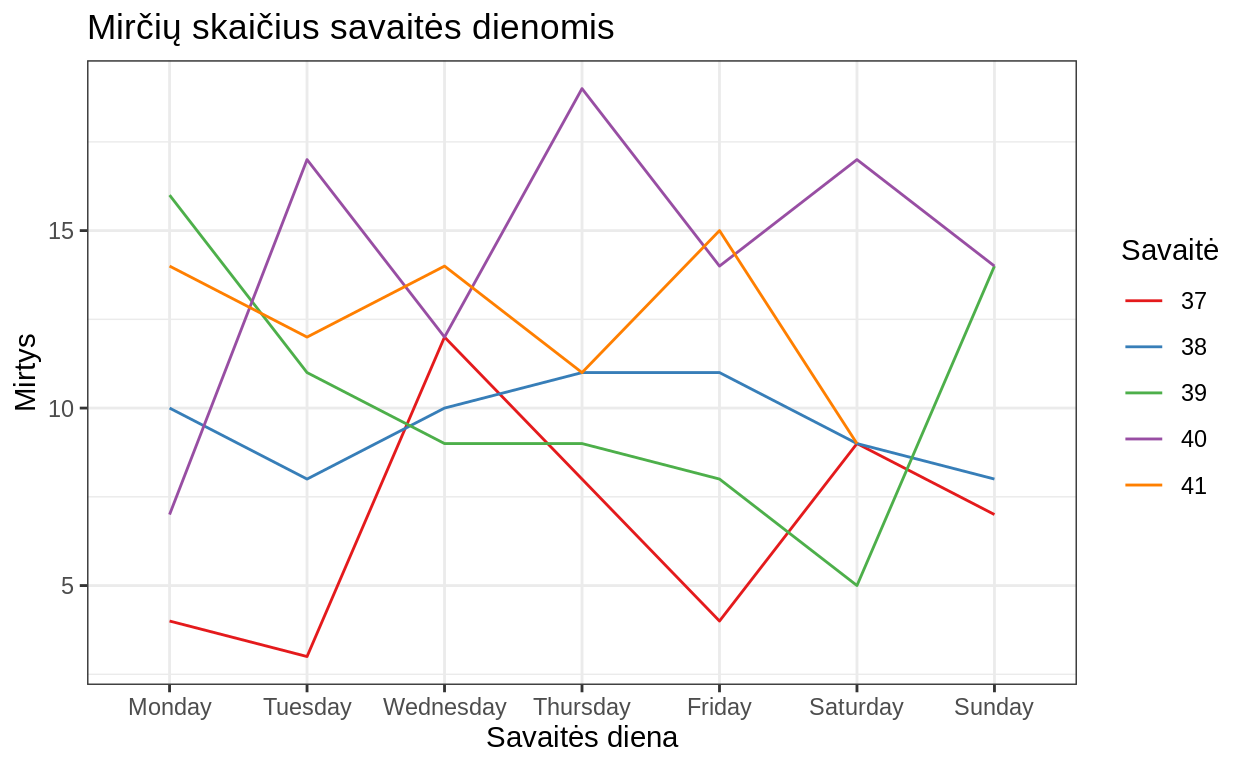 Mirčių skaičius savaitės dienomis
Mirtys
15
10
5
Monday Tuesday Wednesday Thursday Friday Saturday Sunday
Savaitės diena
Savaitė
37
38
39
40
41